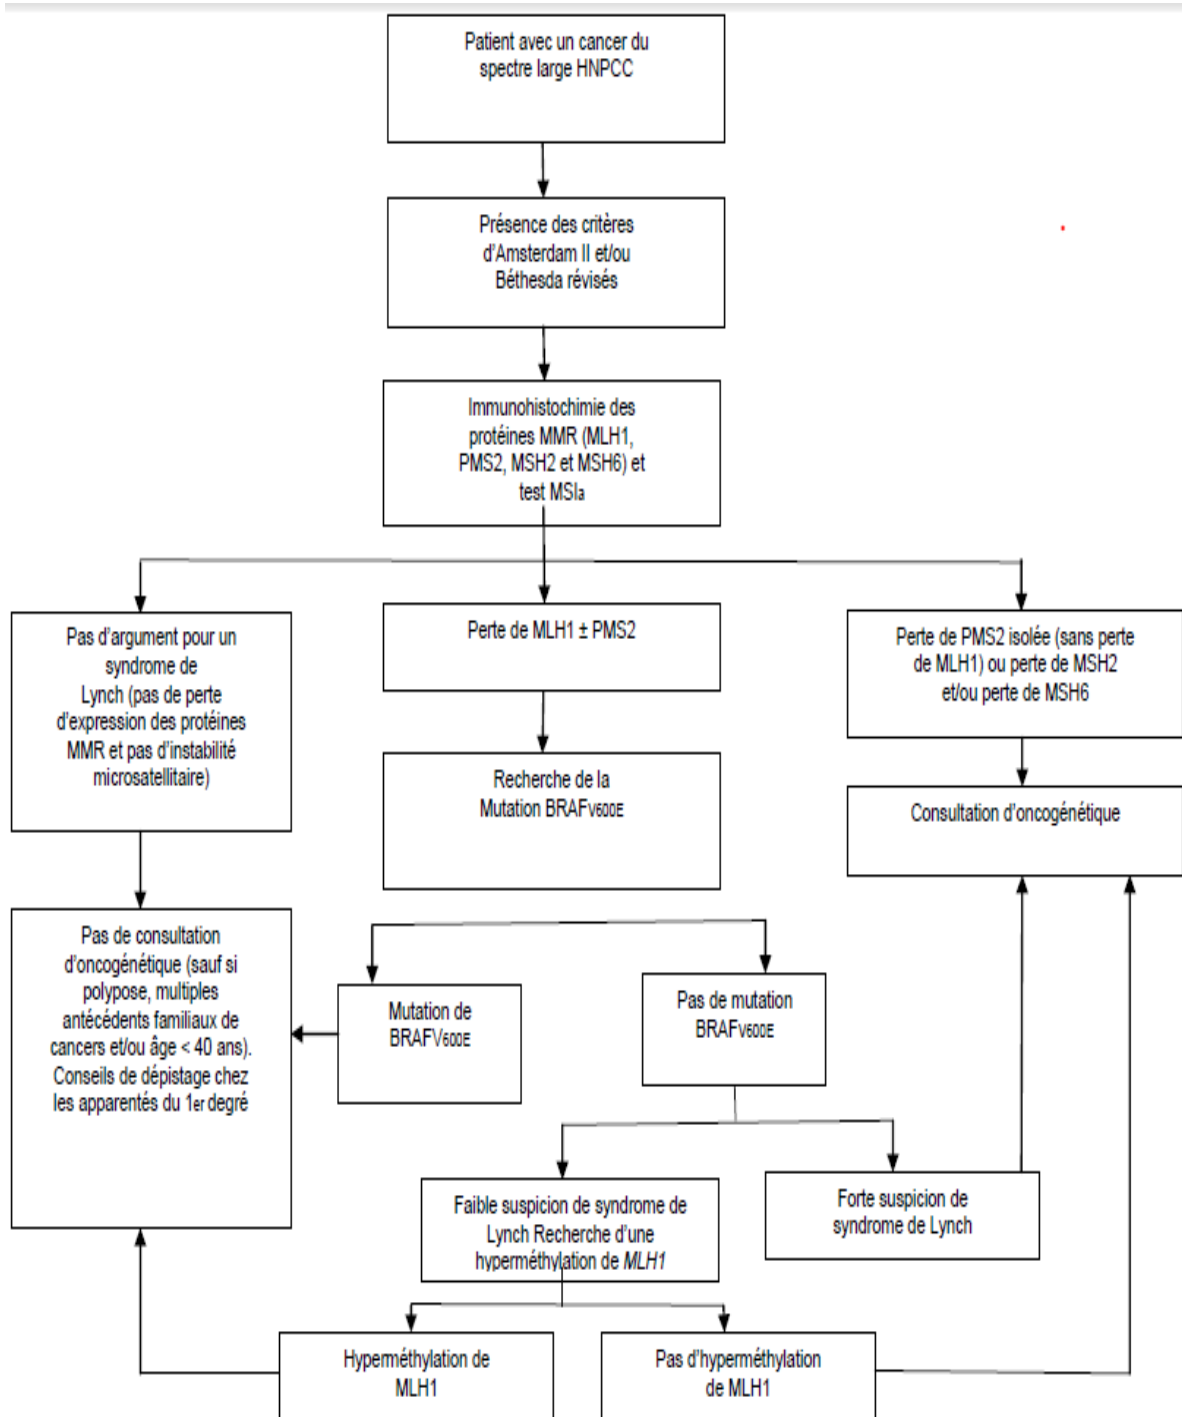 Patient avec un cancer du
spectre large HNPCC
Présence des critères
d'Amsterdam II et/ou
Béthesda révisés
Immunohistochimie des
protéines MMR (MLH1,
PMS2, MSH2 et MSH6) et
test MSIa
Pas d'argument pour un
syndrome de
Lynch (pas de perte
d'expression des protéines
MMR et pas d'instabilité
microsatellitaire)
Perte de MLH1 ± PMS2
Perte de PMS2 isolée (sans perte
de MLH1) ou perte de MSH2
et/ou perte de MSH6
Recherche de la
Mutation BRAFV600E
Consultation d'oncogénétique
Pas de consultation
d'oncogénétique (sauf si
polypose, multiples
antécédents familiaux de
cancers et/ou âge < 40 ans).
Conseils de dépistage chez
les apparentés du 1er degré
Mutation de
BRAFV600E
Pas de mutation
BRAFV600E
Faible suspicion de syndrome de
Lynch Recherche d'une
hyperméthylation de MLH1
Forte suspicion de
syndrome de Lynch
Hyperméthylation de
MLH1
Pas d'hyperméthylation
de MLH1